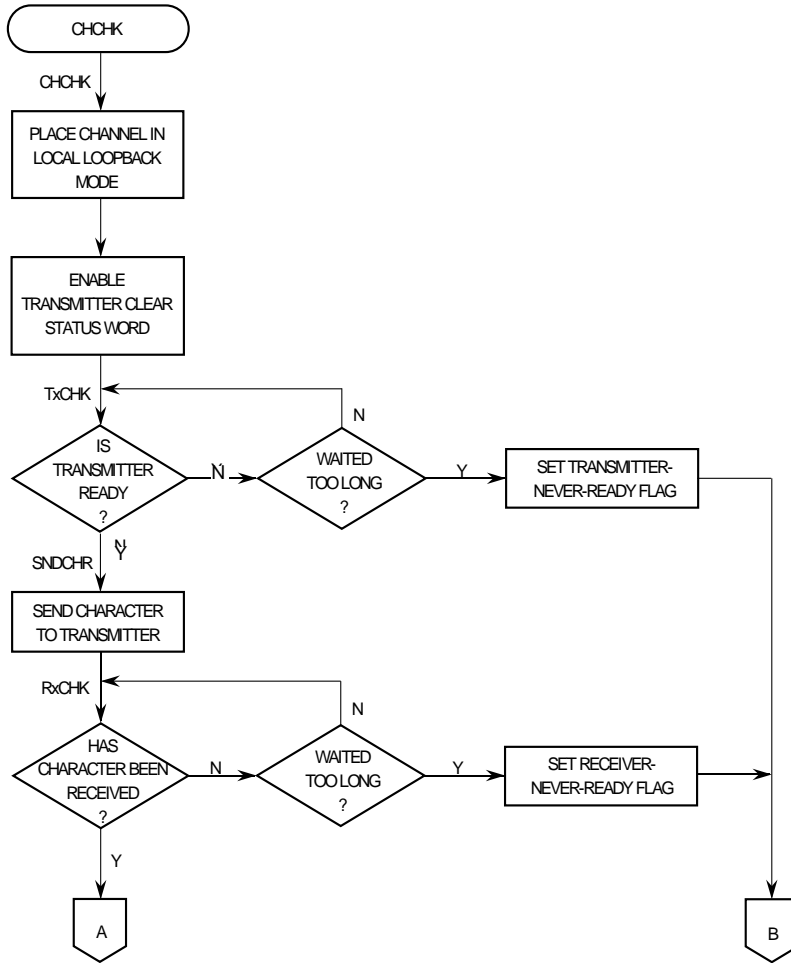 CHCHK
CHCHK
PLACE CHANNEL IN
LOCAL LOOPBACK
MODE
ENABLE
TRANSMITTER CLEAR
STATUS WORD
TxCHK
N
IS
TRANSMITTER
READY
?
N
WAITED
TOO LONG
?
Y
SET TRANSMITTER-
NEVER-READY FLAG
Y
SNDCHR
SEND CHARACTER
TO TRANSMITTER
RxCHK
N
HAS
CHARACTER BEEN
RECEIVED
?
N
WAITED
TOO LONG
?
Y
SET RECEIVER-
NEVER-READY FLAG
Y
A
B